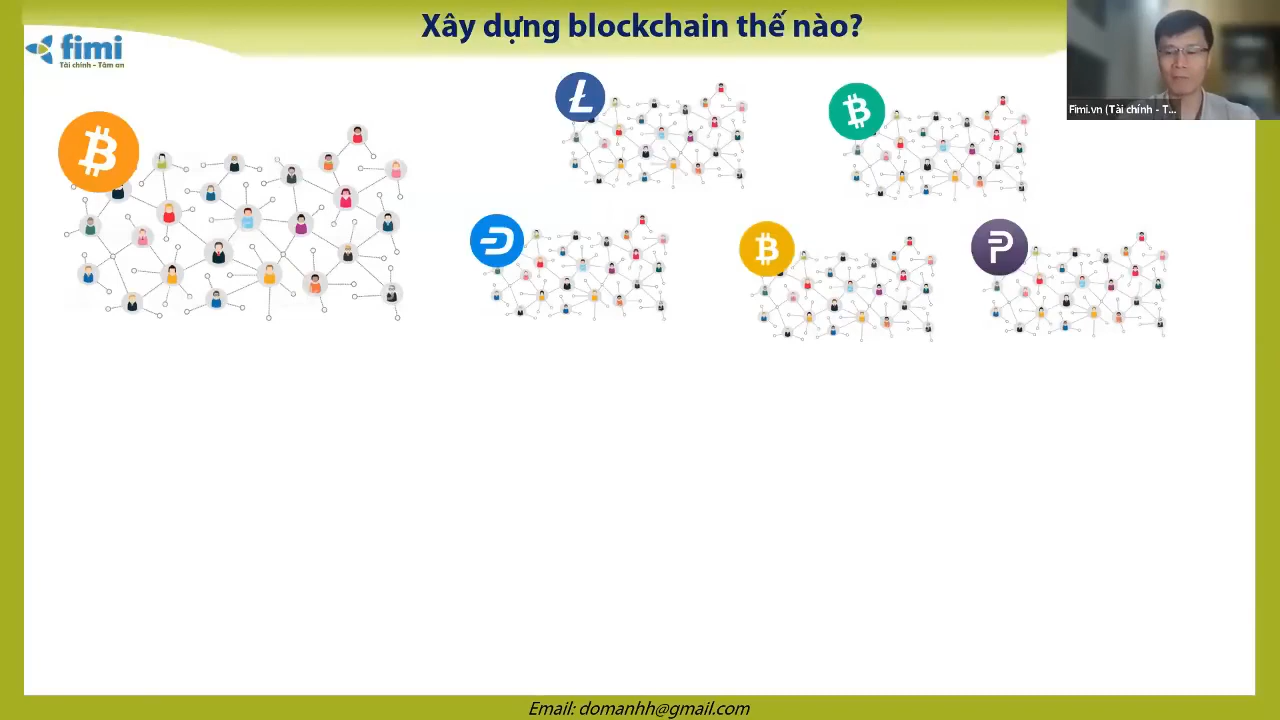 Xây dựng blockchain thế nào?
fimi
Tài chính - Tâm an
Fimi.vn (Tài chính - T...
Email: domanhh@gmail.com